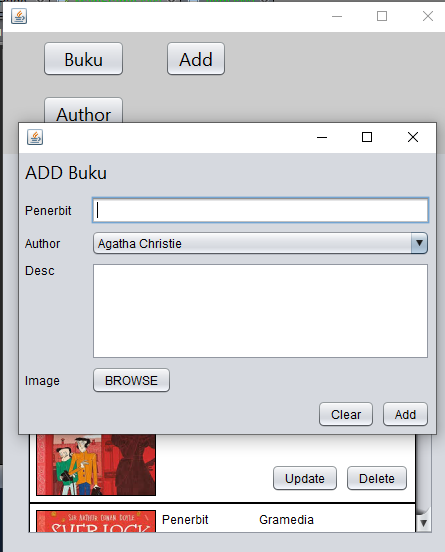 Buku
Add
Author
ADD Buku
Penerbit
Author
Agatha Christie
Desc
Image
BROWSE
Clear
Add
Update
Delete
SIR ARTHUR CONAN DOYLE
SHERLOCK
Penerbit
Gramedia